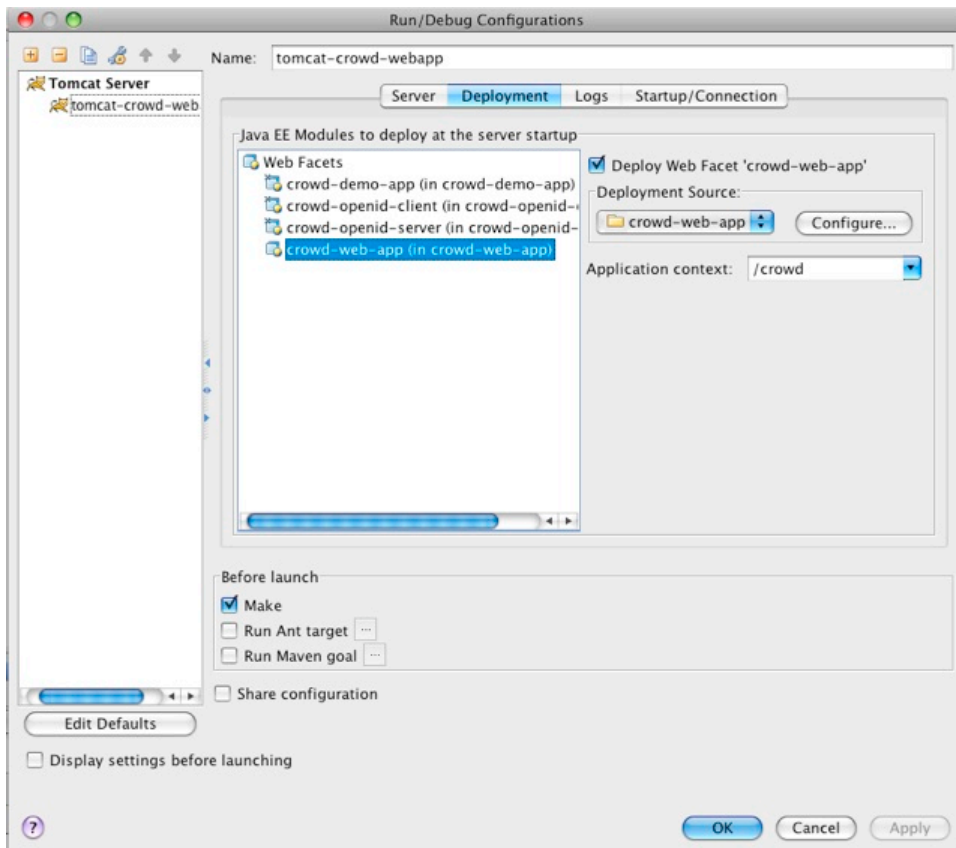 Run/Debug Configurations
Name: tomcat-crowd-webapp
Tomcat Server
tomcat-crowd-web
Server Deployment Logs Startup/Connection
Java EE Modules to deploy at the server startup
Web Facets
crowd-demo-app (in crowd-demo-app)
crowd-openid-client (in crowd-openid-
crowd-openid-server (in crowd-openid-
crowd-web-app (in crowd-web-app)
Deploy Web Facet 'crowd-web-app'
Deployment Source:
crowd-web-app Configure...
Application context: /crowd
Before launch
Make
Run Ant target ...
Run Maven goal ...
Share configuration
Edit Defaults
Display settings before launching
? OK Cancel Apply